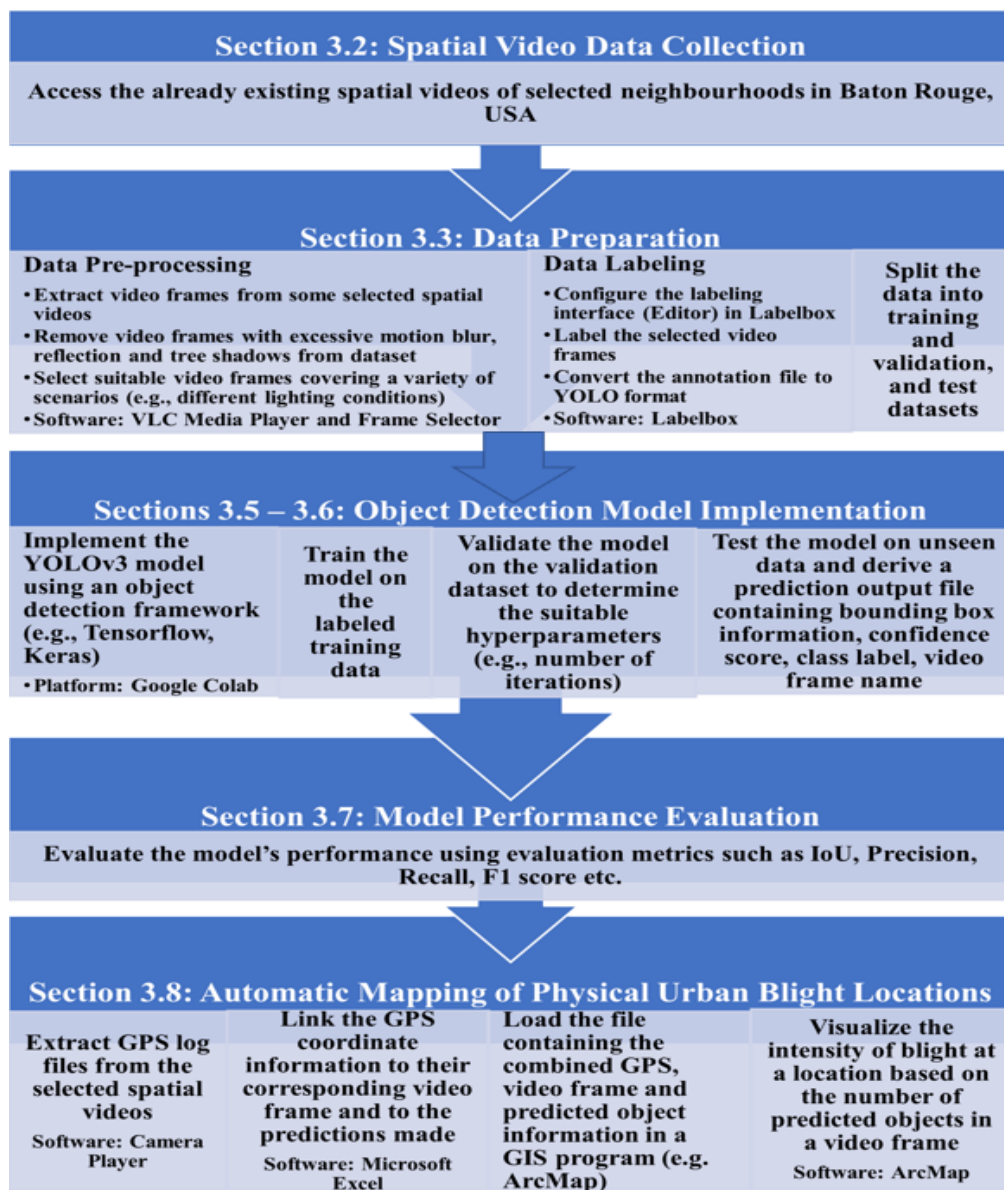 Section 3.2: Spatial Video Data Collection
Access the already existing spatial videos of selected neighbourhoods in Baton Rouge,
USA
Section 3.3: Data Preparation
Data Pre-processing
•Extract video frames from some selected spatial
videos
•Remove video frames with excessive motion blur,
reflection and tree shadows from dataset
•Select suitable video frames covering a variety of
scenarios (e.g., different lighting conditions)
•Software: VLC Media Player and Frame Selector
Data Labeling
•Configure the labeling
interface (Editor) in Labelbox
•Label the selected video
frames
•Convert the annotation file to
YOLO format
•Software: Labelbox
Split the
data into
training
and
validation,
and test
datasets
Sections 3.5 – 3.6: Object Detection Model Implementation
Implement the
YOLOv3 model
using an object
detection framework
(e.g., Tensorflow,
Keras)
•Platform: Google Colab
Train the
model on
the
labeled
training
data
Validate the model
on the validation
dataset to determine
the suitable
hyperparameters
(e.g., number of
iterations)
Test the model on unseen
data and derive a
prediction output file
containing bounding box
information, confidence
score, class label, video
frame name
Section 3.7: Model Performance Evaluation
Evaluate the model's performance using evaluation metrics such as IoU, Precision,
Recall, F1 score etc.
Section 3.8: Automatic Mapping of Physical Urban Blight Locations
Extract GPS log
files from the
selected spatial
videos
Software: Camera
Player
Link the GPS
coordinate
information to their
corresponding video
frame and to the
predictions made
Software: Microsoft
Excel
Load the file
containing the
combined GPS,
video frame and
predicted object
information in a
GIS program (e.g.
ArcMap)
Visualize the
intensity of blight at
a location based on
the number of
predicted objects in
a video frame
Software: ArcMap